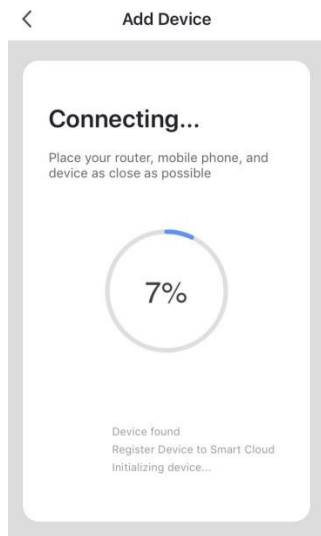 Add Device
Connecting...
Place your router, mobile phone, and
device as close as possible
7%
Device found
Register Device to Smart Cloud
Initializing device...